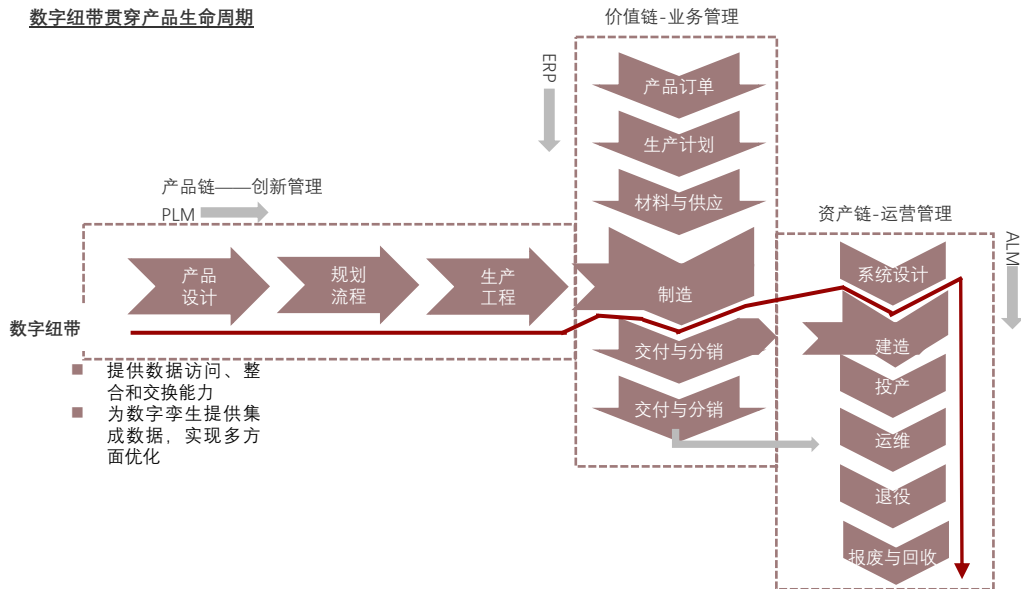 数字纽带贯穿产品生命周期
价值链-业务管理
ERP
产品订单
生产计划
材料与供应
产品链——创新管理
PLM
产品
设计
规划
流程
生产
工程
制造
交付与分销
交付与分销
数字纽带
提供数据访问、整
合和交换能力
为数字孪生提供集
成数据，实现多方
面优化
资产链-运营管理
ALM
系统设计
建造
投产
运维
退役
报废与回收